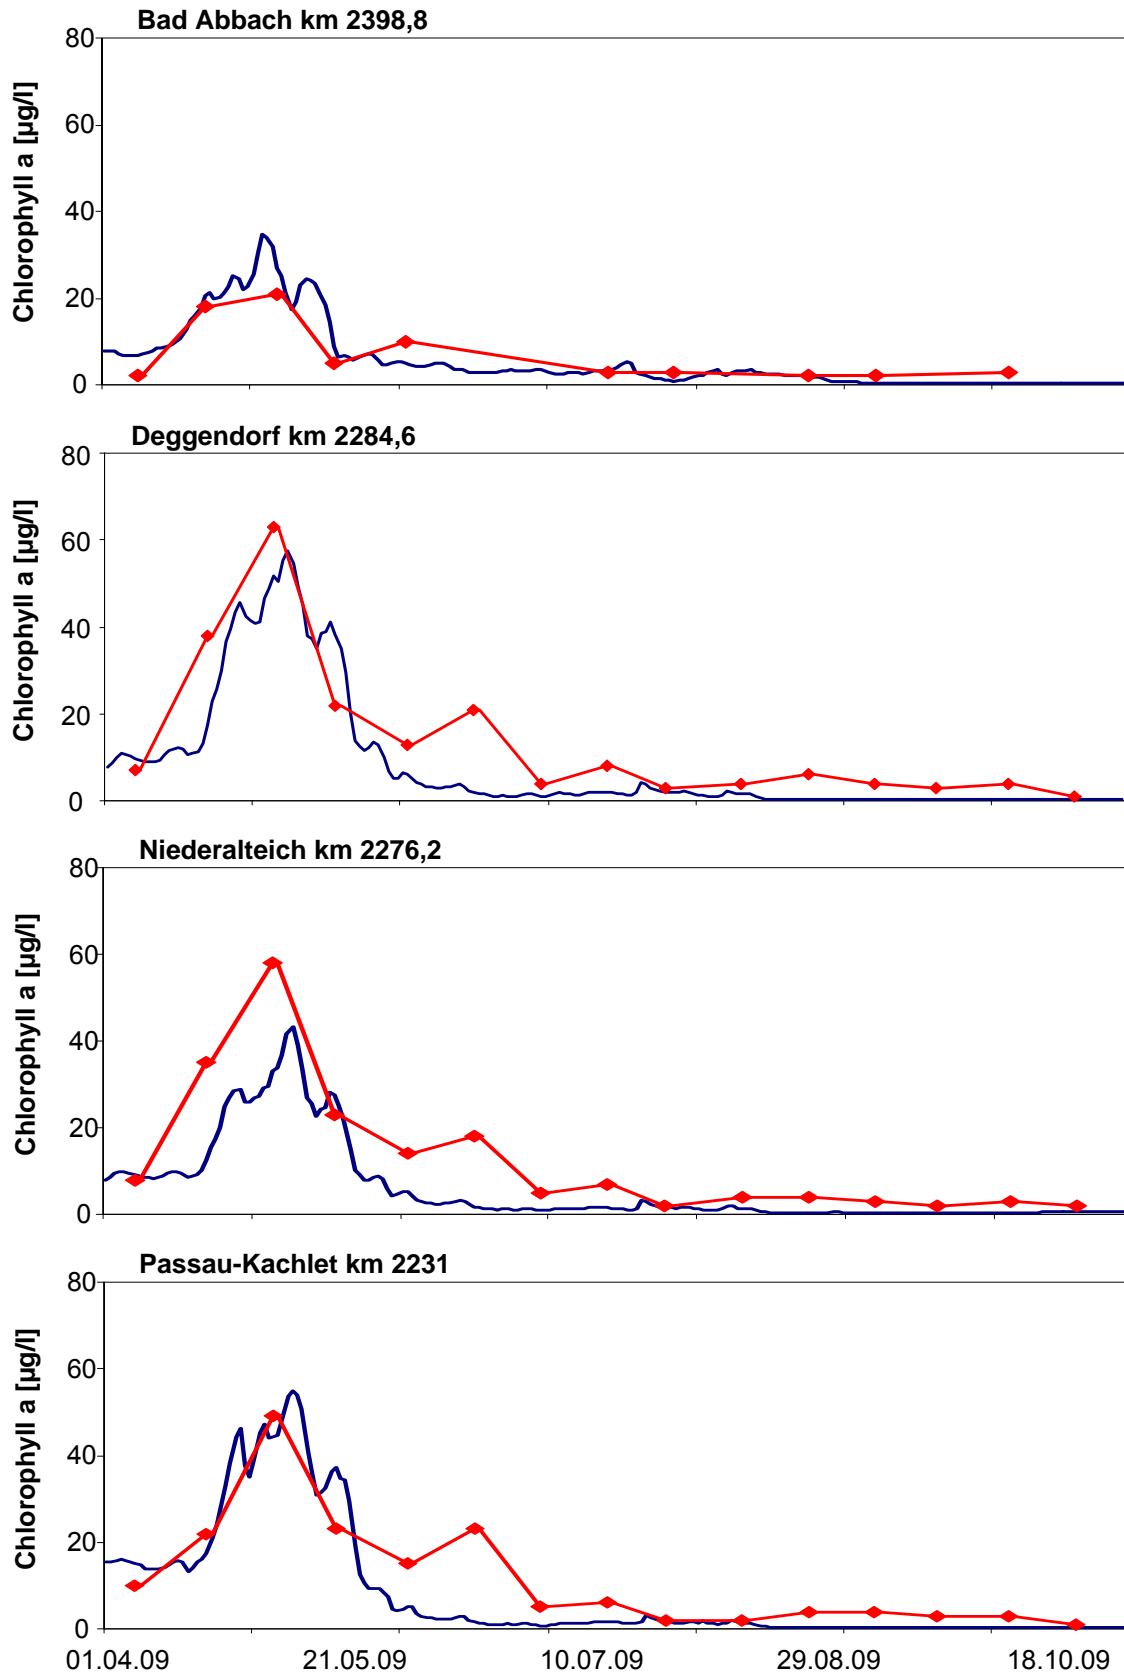 Bad Abbach km 2398,8
80
60
40
20
0
Chlorophyll a [µg/l]
Deggendorf km 2284,6
80
60
40
20
0
Chlorophyll a [µg/l]
Niederalteich km 2276,2
80
60
40
20
0
Chlorophyll a [µg/l]
Passau-Kachlet km 2231
80
60
40
20
0
Chlorophyll a [µg/l]
01.04.09 21.05.09 10.07.09 29.08.09 18.10.09